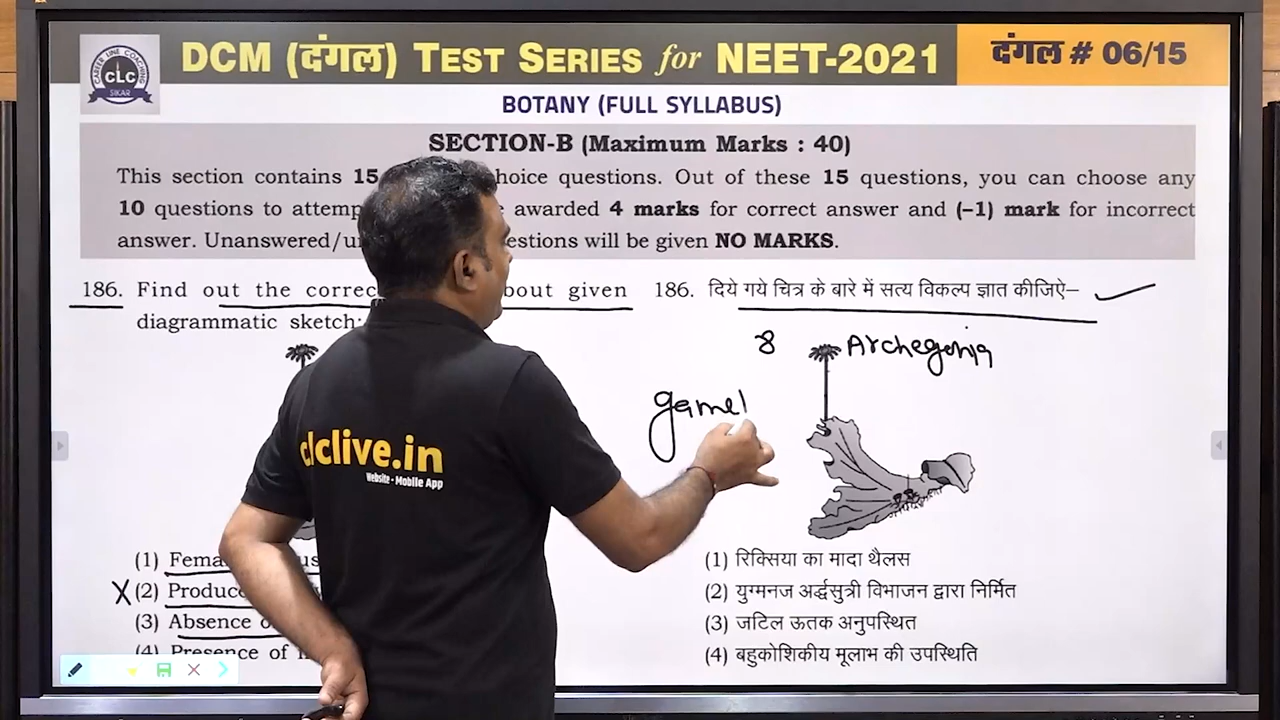 DCM (दंगल) TEST SERIES for NEET-2021
दंगल # 06/15
CAREER LINE COACHING
CLC
SIKAR
BOTANY (FULL SYLLABUS)
SECTION-B (Maximum Marks : 40)
This section contains 15 hoice questions. Out of these 15 questions, you can choose any
10 questions to attemp awarded 4 marks for correct answer and (–1) mark for incorrect
answer. Unanswered/u estions will be given NO MARKS.
186. Find out the correc bout given
diagrammatic sketch:
(1) Fema us
X (2) Produce
(3) Absence o
(4) Presence of
186. दिये गये चित्र के बारे में सत्य विकल्प ज्ञात कीजिऐ–
8 Archegonia
gamet
(1) रिक्सिया का मादा थैलस
(2) युग्मनज अर्द्धसुत्री विभाजन द्वारा निर्मित
(3) जटिल ऊतक अनुपस्थित
(4) बहुकोशिकीय मूलाभ की उपस्थिति
clclive.in
Website - Mobile App